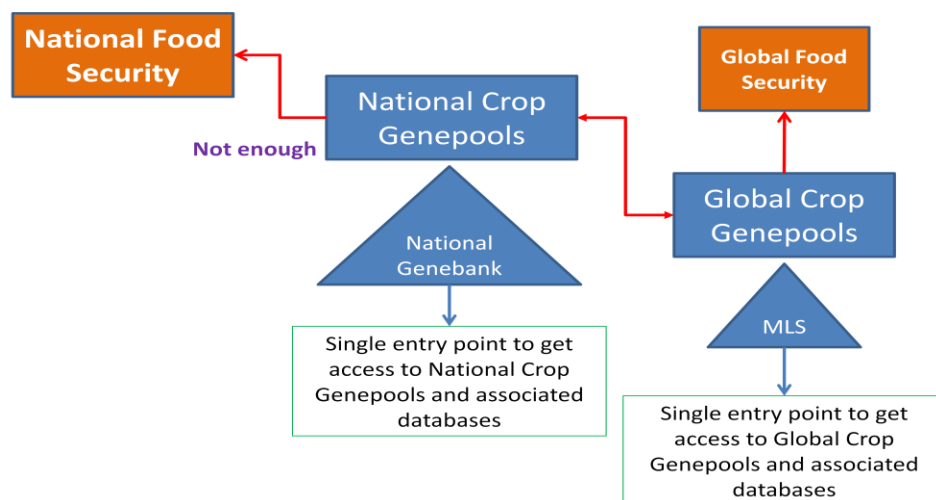 National Food
Security
Global Food
Security
National Crop
Genepools
Not enough
Global Crop
Genepools
National
Genebank
MLS
Single entry point to get
access to National Crop
Genepools and associated
databases
Single entry point to get
access to Global Crop
Genepools and associated
databases